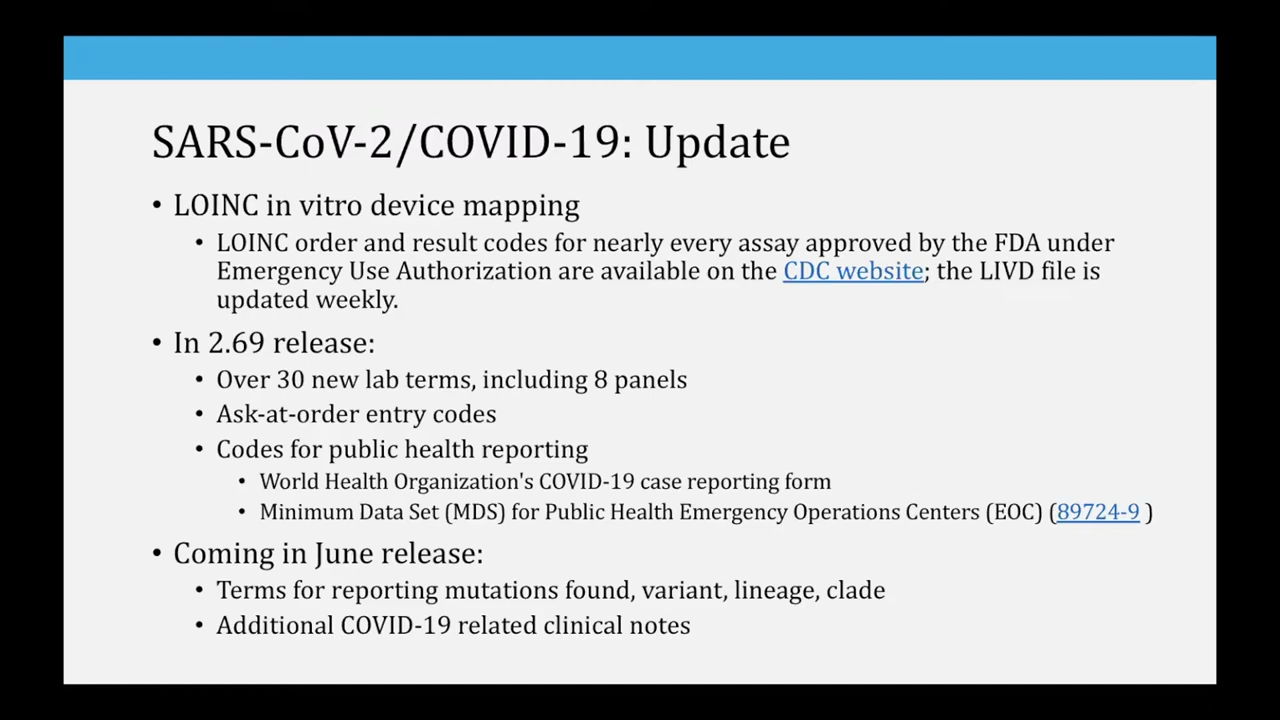 SARS-CoV-2/COVID-19: Update
• LOINC in vitro device mapping
• LOINC order and result codes for nearly every assay approved by the FDA under
Emergency Use Authorization are available on the CDC website; the LIVD file is
updated weekly.
• In 2.69 release:
• Over 30 new lab terms, including 8 panels
• Ask-at-order entry codes
• Codes for public health reporting
• World Health Organization's COVID-19 case reporting form
• Minimum Data Set (MDS) for Public Health Emergency Operations Centers (EOC) (89724-9 )
• Coming in June release:
• Terms for reporting mutations found, variant, lineage, clade
• Additional COVID-19 related clinical notes